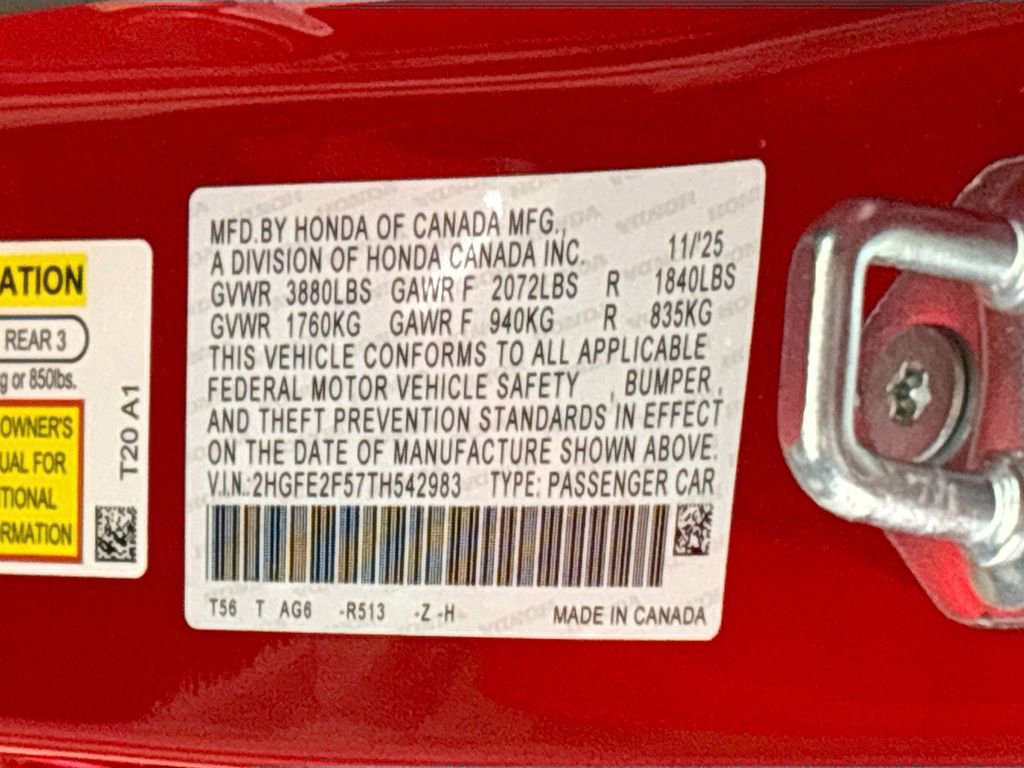 ATION
REAR 3
g or 850lbs.
OWNER'S
UAL FOR
ITIONAL
ORMATION
T20 A1
MFD.BY HONDA OF CANADA MFG.,
A DIVISION OF HONDA CANADA INC. 11/'25
GVWR 3880LBS GAWR F 2072LBS R 1840LBS
GVWR 1760KG GAWR F 940KG R 835KG
THIS VEHICLE CONFORMS TO ALL APPLICABLE
FEDERAL MOTOR VEHICLE SAFETY , BUMPER,
AND THEFT PREVENTION STANDARDS IN EFFECT
ON THE DATE OF MANUFACTURE SHOWN ABOVE.
V.I.N.:2HGFE2F57TH542983 TYPE: PASSENGER CAR
T56 T AG6 -R513 -Z -H MADE IN CANADA